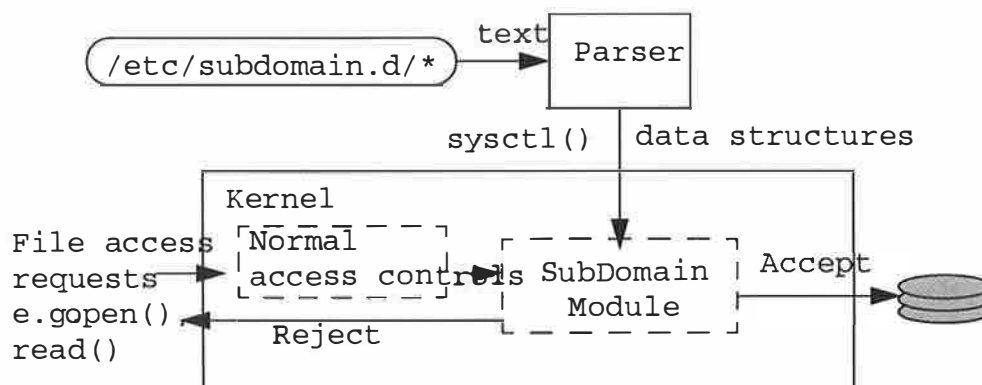 text
Parser
/etc/subdomain.d/*
sysctl()
data structures
Kernel
File access
requests
e.gopen()
read()
Normal
access controls
SubDomain
Module
Accept
Reject